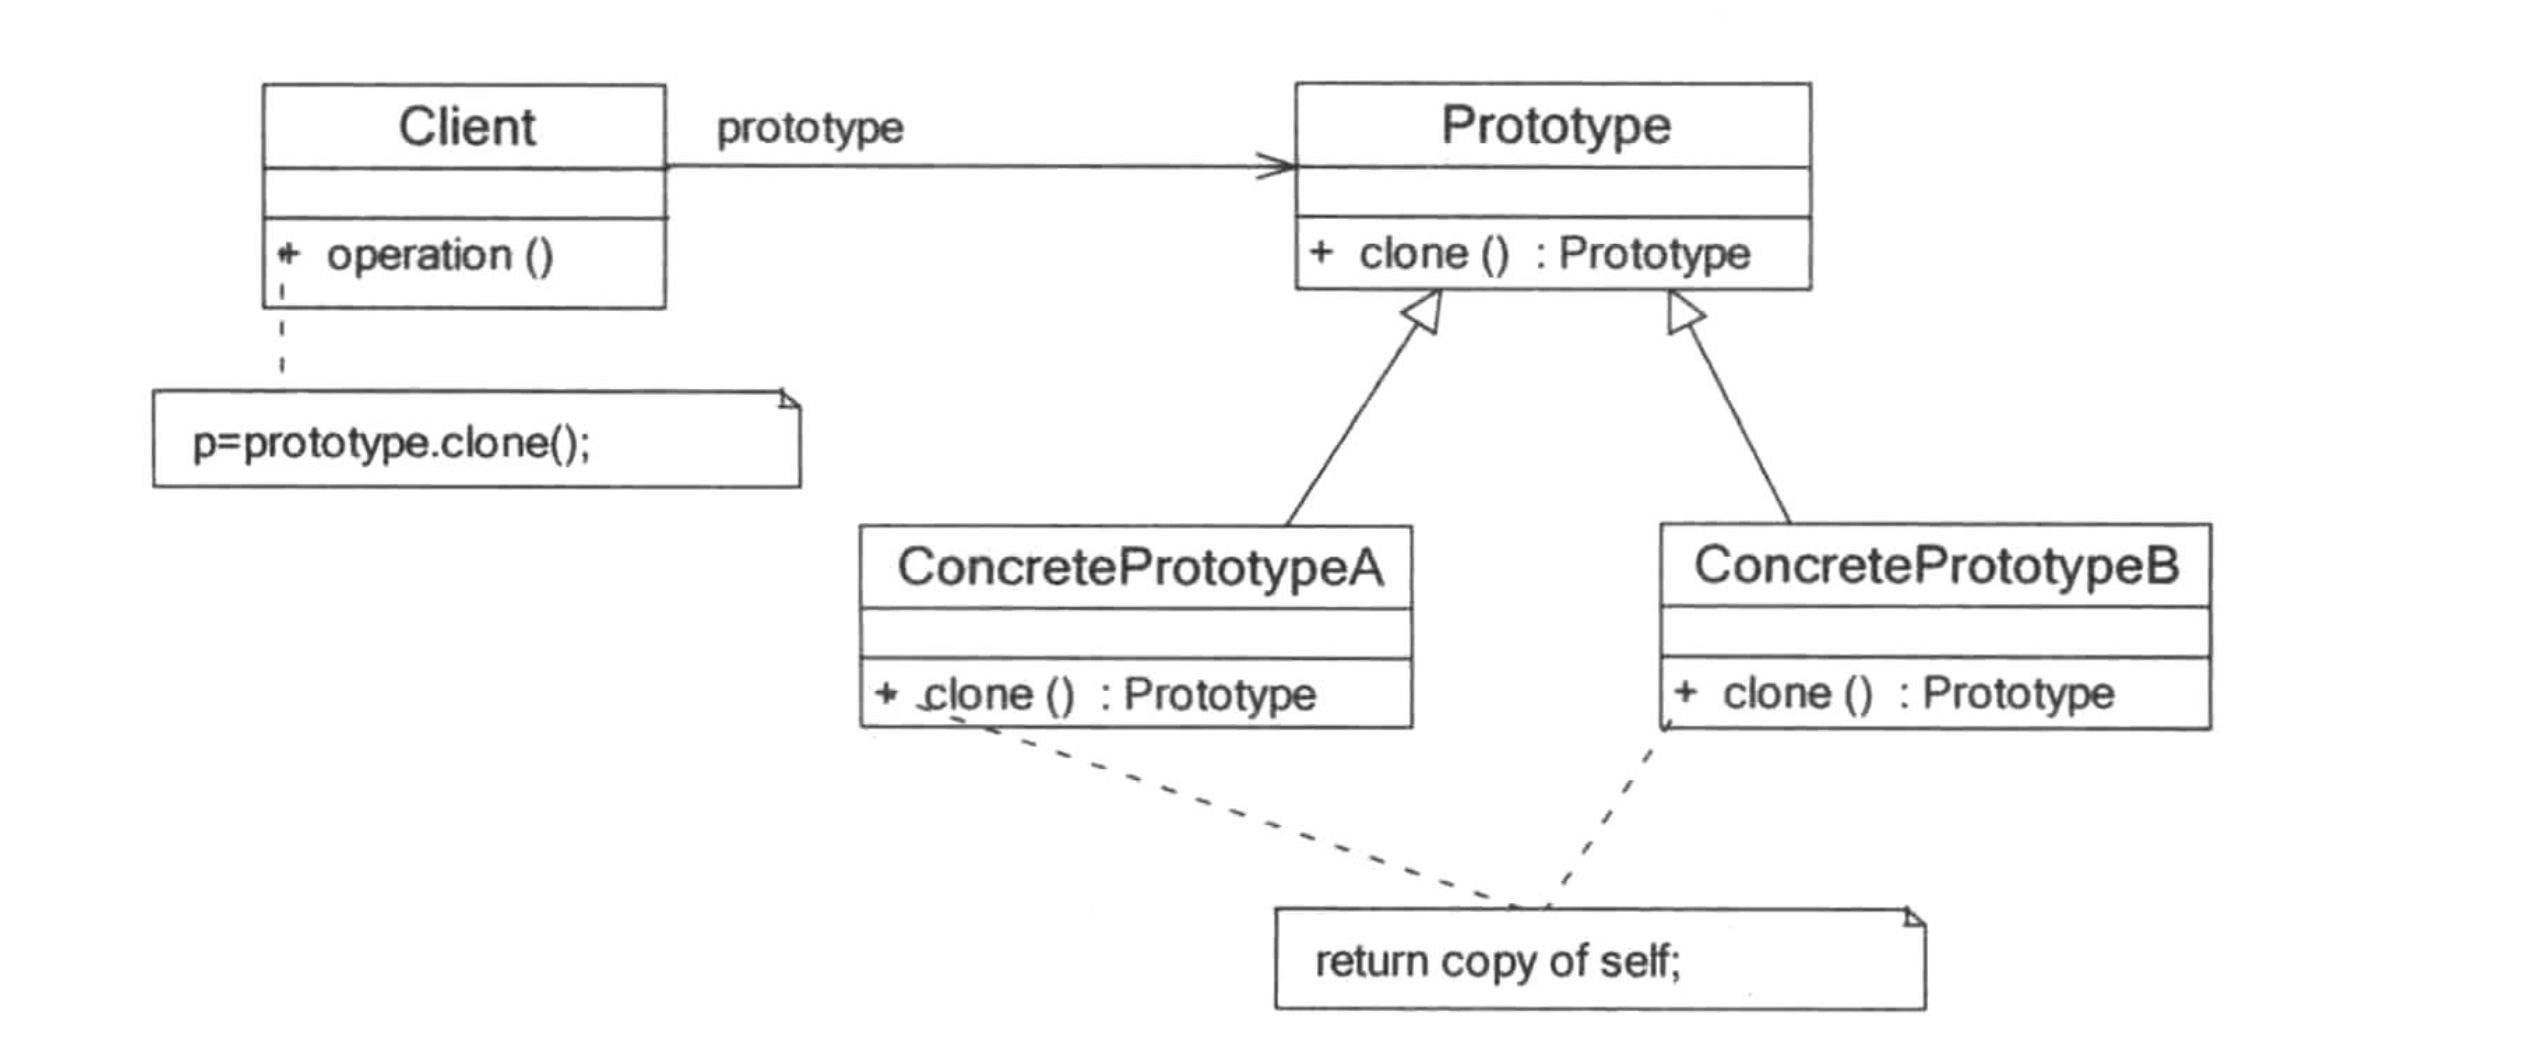 Client
prototype
Prototype
+ operation ()
+ clone () : Prototype
p=prototype.clone();
ConcretePrototypeA
ConcretePrototypeB
+ clone () : Prototype
+ clone () : Prototype
return copy of self;